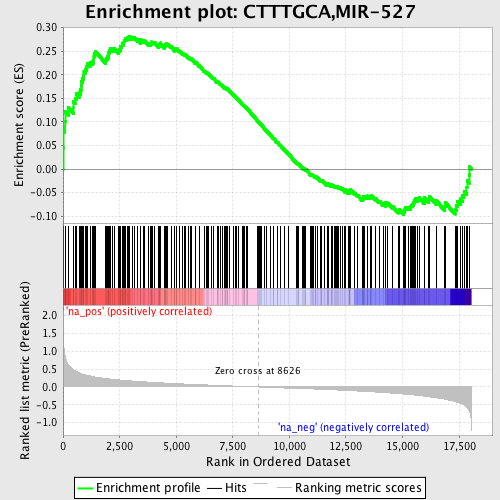 Enrichment plot: CTTTGCA,MIR-527
Enrichment score (ES)
0.30
0.25
0.20
0.15
0.10
0.05
0.00
-0.05
-0.10
'na_pos' (positively correlated)
Ranked list metric (PreRanked)
2.0
1.5
1.0
0.5
0.0
-0.5
-1.0
Zero cross at 8626
'na_neg' (negatively correlated)
0
2,500
5,000
7,500
10,000
12,500
15,000
17,500
Rank in Ordered Dataset
Enrichment profile
Hits
Ranking metric scores